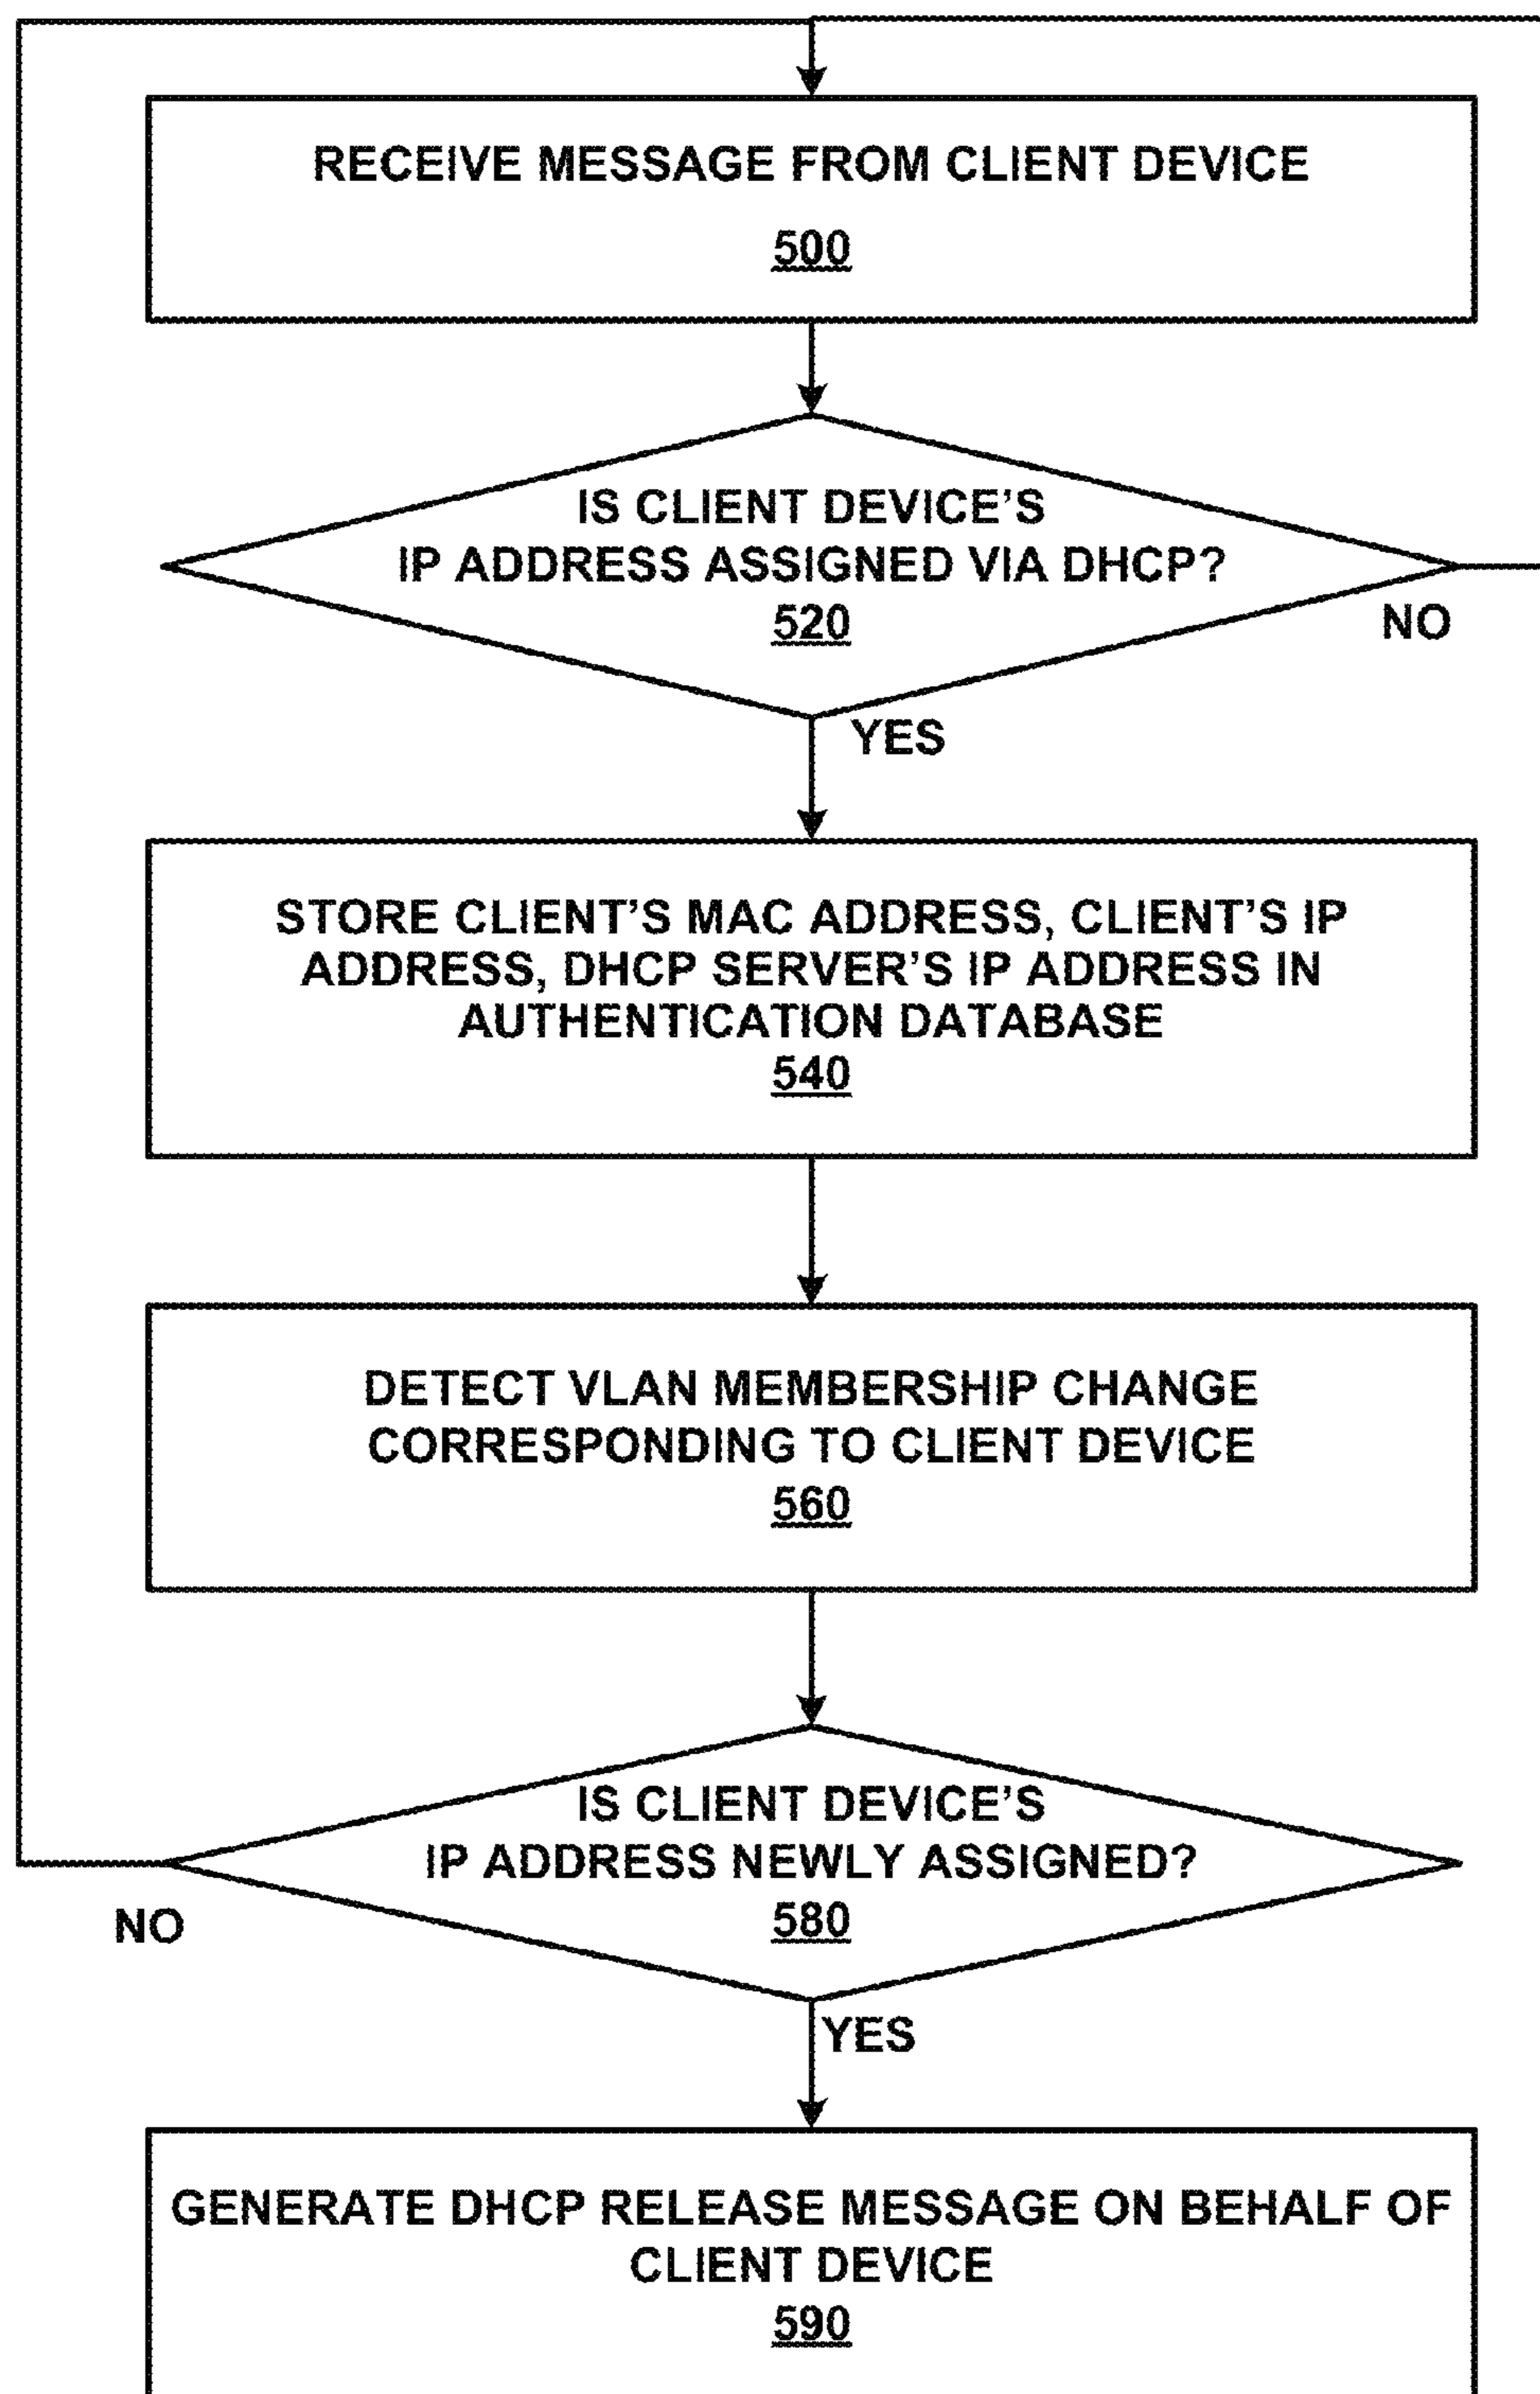 RECEIVE MESSAGE FROM CLIENT DEVICE
500
IS CLIENT DEVICE'S
IP ADDRESS ASSIGNED VIA DHCP?
520
NO
YES
STORE CLIENT'S MAC ADDRESS, CLIENT'S IP
ADDRESS, DHCP SERVER'S IP ADDRESS IN
AUTHENTICATION DATABASE
540
DETECT VLAN MEMBERSHIP CHANGE
CORRESPONDING TO CLIENT DEVICE
560
IS CLIENT DEVICE'S
IP ADDRESS NEWLY ASSIGNED?
580
NO
YES
GENERATE DHCP RELEASE MESSAGE ON BEHALF OF
CLIENT DEVICE
590